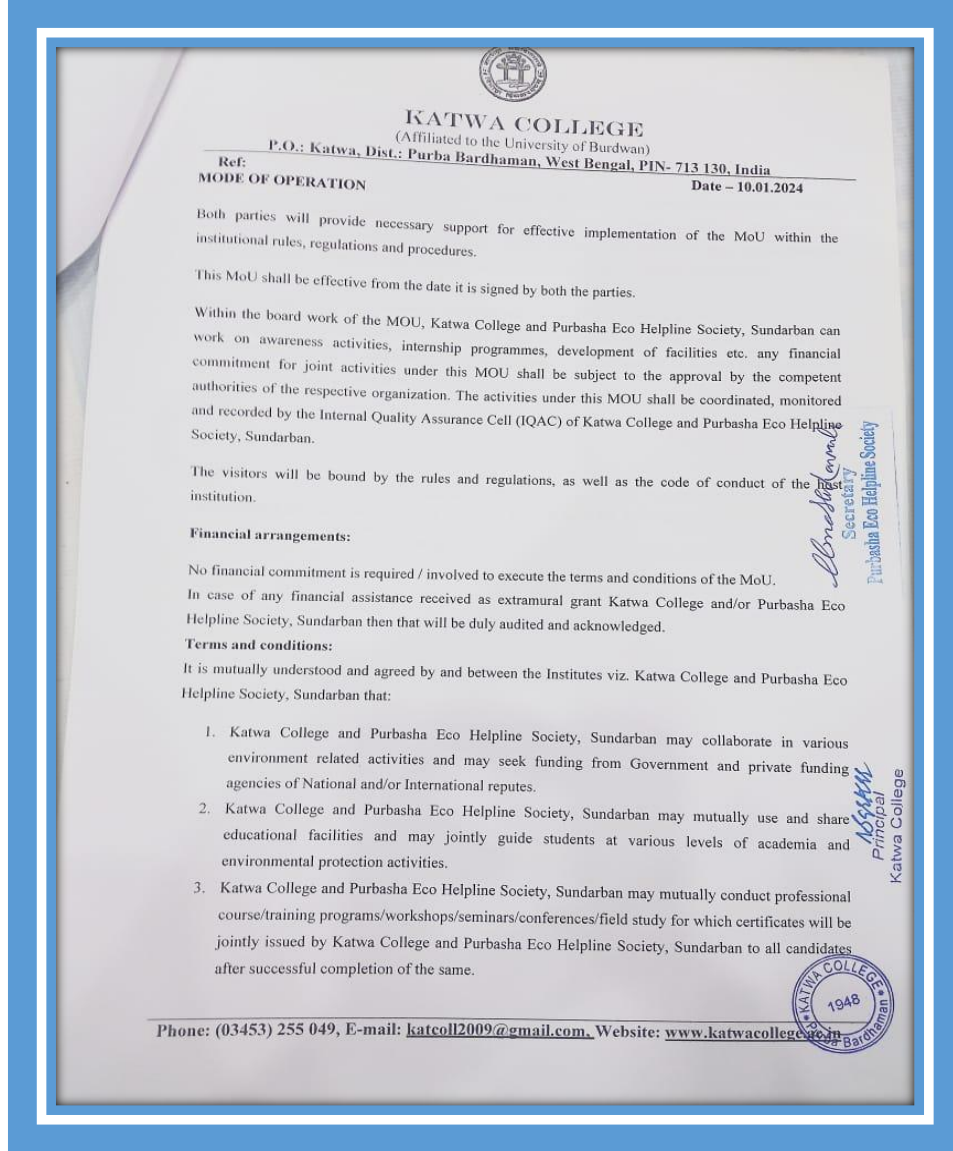 KATWA COLLEGE
(Affiliated to the University of Burdwan)
P.O.: Katwa, Dist.: Purba Bardhaman, West Bengal, PIN- 713 130, India
Ref:
MODE OF OPERATION
Date – 10.01.2024
Both parties will provide necessary support for effective implementation of the MoU within the
institutional rules, regulations and procedures.
This MoU shall be effective from the date it is signed by both the parties.
Within the board work of the MOU, Katwa College and Purbasha Eco Helpline Society, Sundarban can
work on awareness activities, internship programmes, development of facilities etc. any financial
commitment for joint activities under this MOU shall be subject to the approval by the competent
authorities of the respective organization. The activities under this MOU shall be coordinated, monitored
and recorded by the Internal Quality Assurance Cell (IQAC) of Katwa College and Purbasha Eco Helpline
Society, Sundarban.
The visitors will be bound by the rules and regulations, as well as the code of conduct of the host
institution.
Secretary
Purbasha Eco Helpline Society
Financial arrangements:
No financial commitment is required / involved to execute the terms and conditions of the MoU.
In case of any financial assistance received as extramural grant Katwa College and/or Purbasha Eco
Helpline Society, Sundarban then that will be duly audited and acknowledged.
Terms and conditions:
It is mutually understood and agreed by and between the Institutes viz. Katwa College and Purbasha Eco
Helpline Society, Sundarban that:
1. Katwa College and Purbasha Eco Helpline Society, Sundarban may collaborate in various
environment related activities and may seek funding from Government and private funding
agencies of National and/or International reputes.
2. Katwa College and Purbasha Eco Helpline Society, Sundarban may mutually use and share
educational facilities and may jointly guide students at various levels of academia and
environmental protection activities.
3. Katwa College and Purbasha Eco Helpline Society, Sundarban may mutually conduct professional
course/training programs/workshops/seminars/conferences/field study for which certificates will be
jointly issued by Katwa College and Purbasha Eco Helpline Society, Sundarban to all candidates
after successful completion of the same.
Principal
Katwa College
KATWA COLLEGE
1948
Purba Bardhaman
Phone: (03453) 255 049, E-mail: katcoll2009@gmail.com, Website: www.katwacollege.ac.in